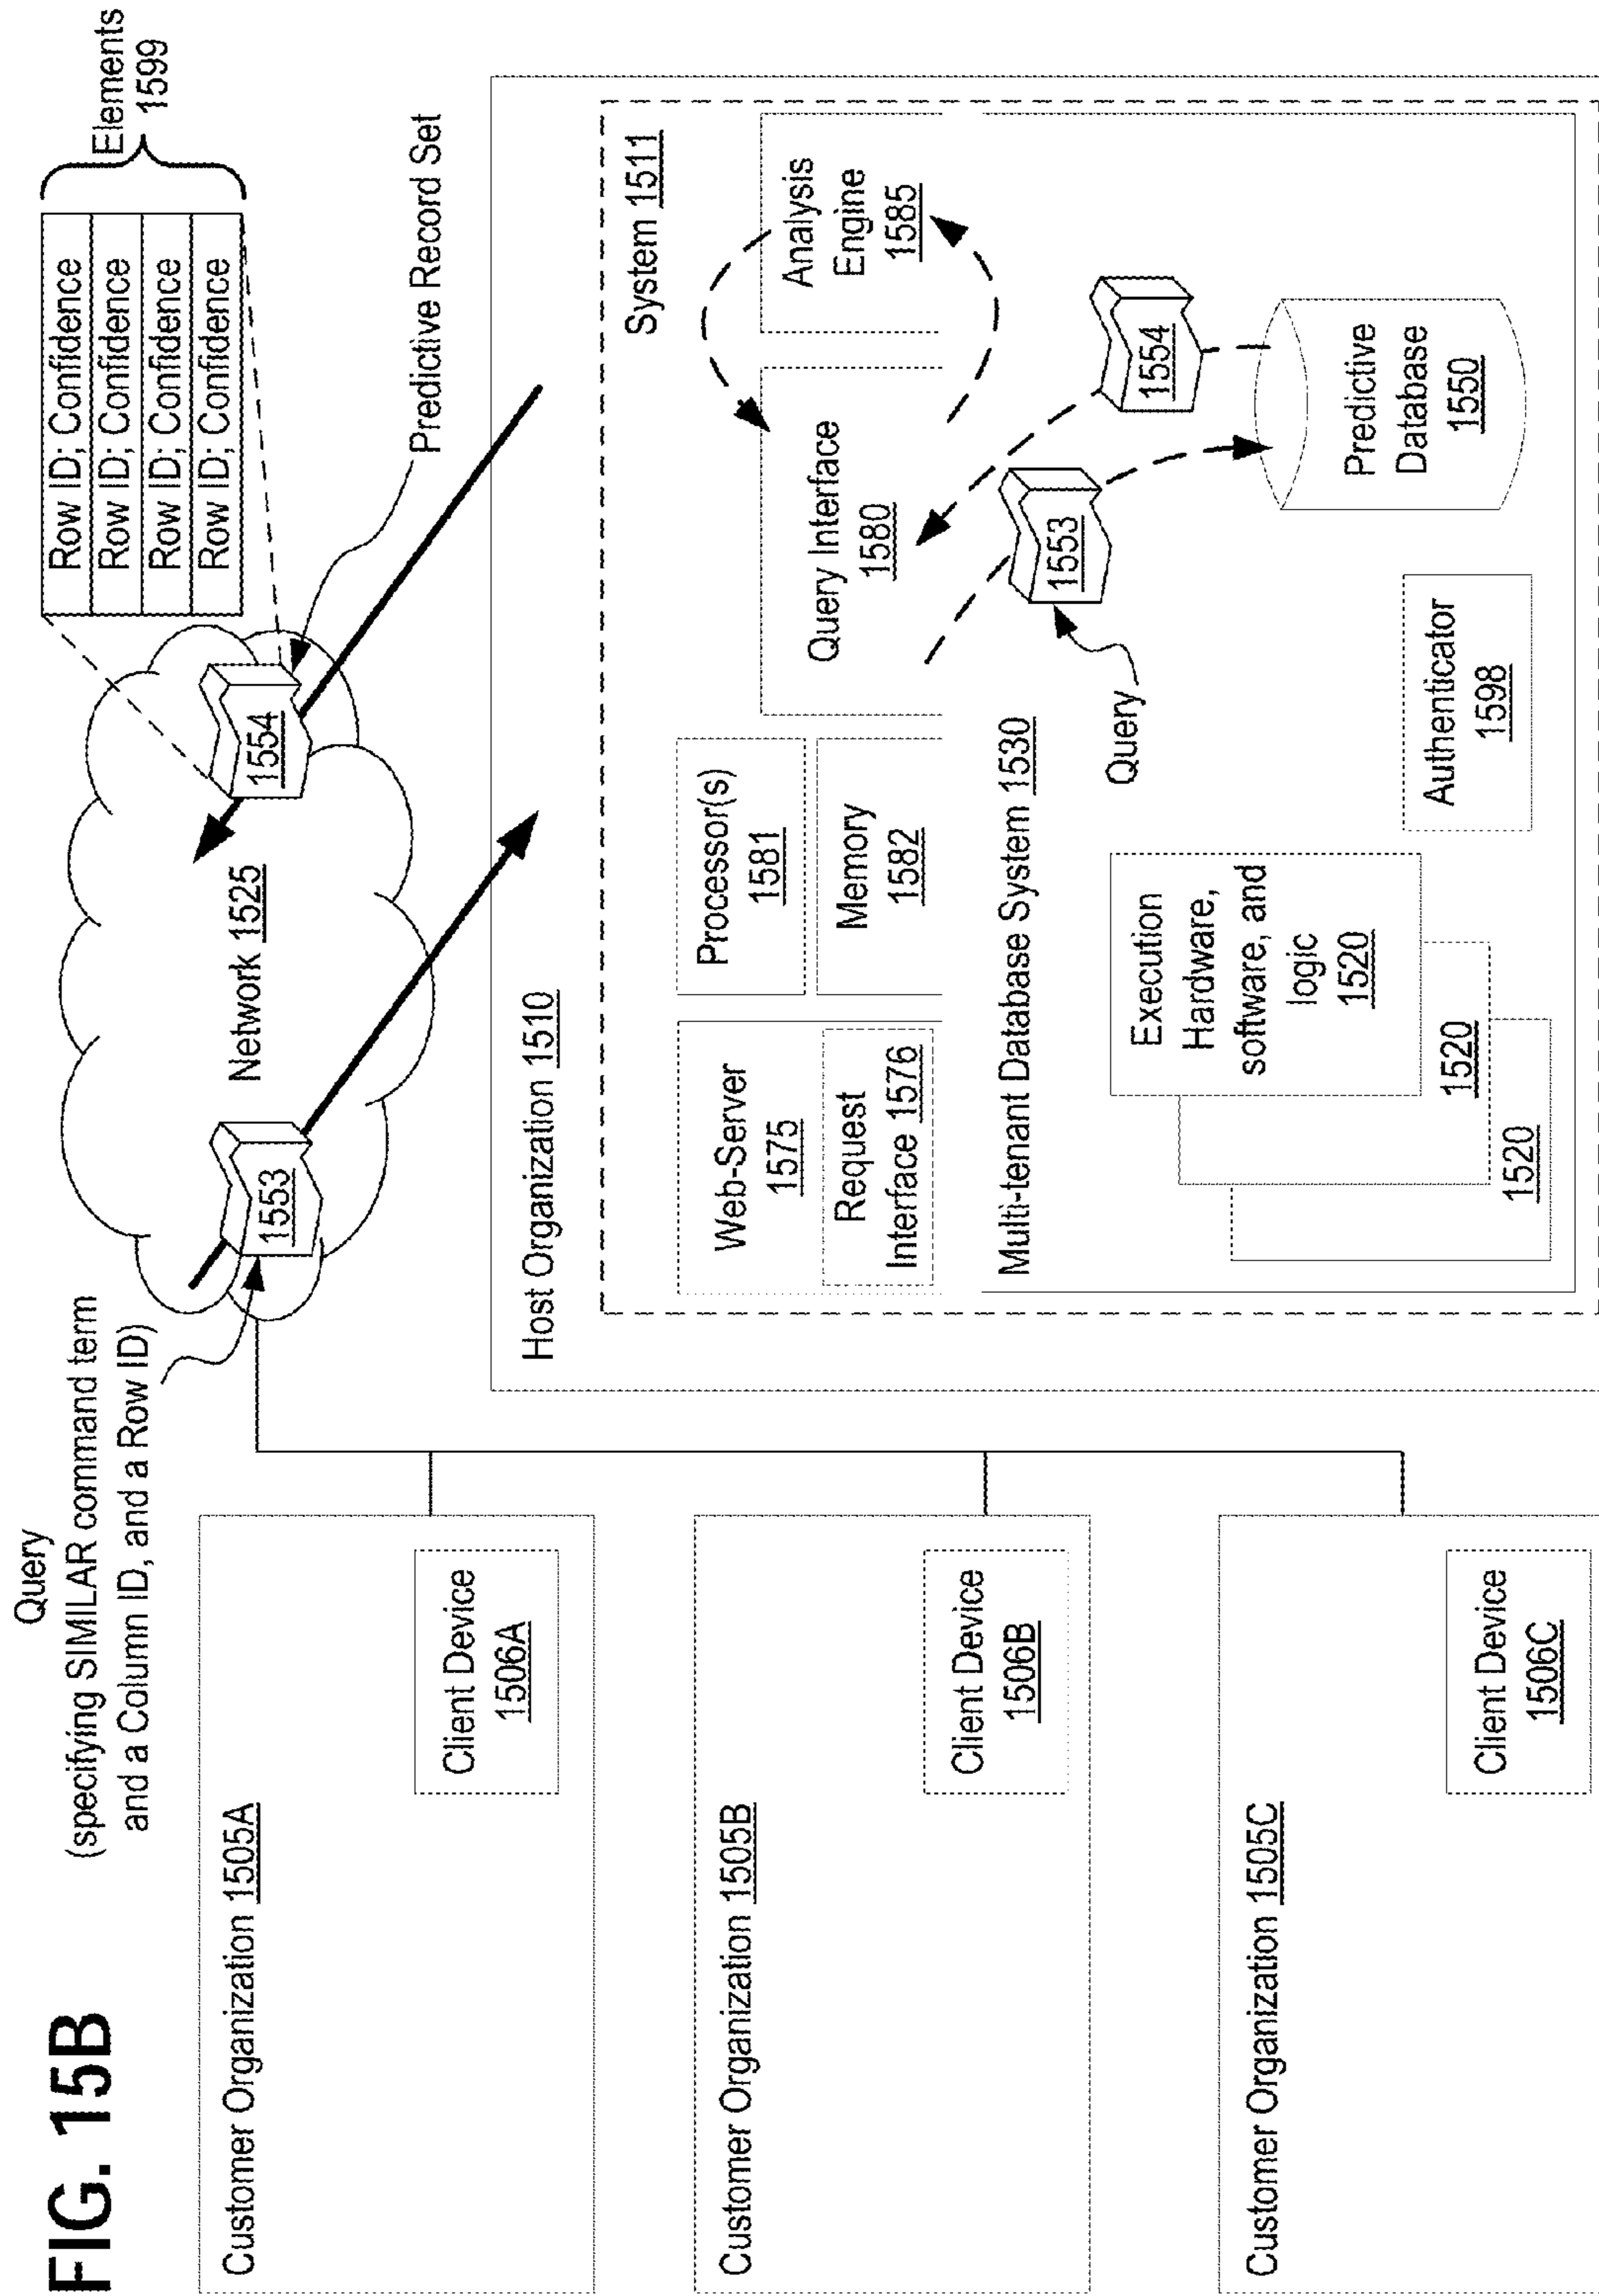 FIG. 15B
Query
(specifying SIMILAR command term
and a Column ID, and a Row ID)
Elements
1599
Row ID; Confidence
Row ID; Confidence
Row ID; Confidence
Row ID; Confidence
1553
Network 1525
1554
Predictive Record Set
Customer Organization 1505A
Client Device
1506A
Customer Organization 1505B
Client Device
1506B
Customer Organization 1505C
Client Device
1506C
Host Organization 1510
System 1511
Web-Server
1575
Request
Interface 1576
Processor(s)
1581
Memory
1582
Query Interface
1580
Analysis
Engine
1585
Multi-tenant Database System 1530
Query
1553
1554
Execution
Hardware,
software, and
logic
1520
1520
1520
Authenticator
1598
Predictive
Database
1550